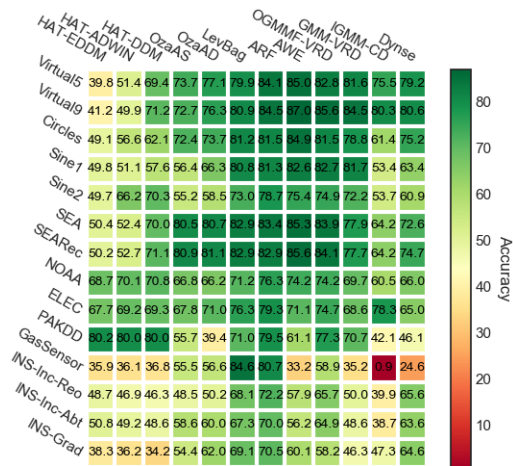 HAT-EDDM HAT-ADWIN HAT-DDM OzaAS OzaAD LevBag ARF AWE OGMMF-VRD GMM-VRD IGMM-CD Dynse
Virtual5 39.8 51.4 69.4 73.7 77.1 79.9 84.1 85.0 82.8 81.6 75.5 79.2
Virtual9 41.2 49.9 71.2 72.7 76.3 80.9 84.5 87.0 85.6 84.5 80.3 80.6
Circles 49.1 56.6 62.1 72.4 73.7 81.2 81.5 84.9 81.5 78.8 61.4 75.2
Sine1 49.8 51.1 57.6 56.4 66.3 80.8 81.3 82.6 82.7 81.7 53.4 63.4
Sine2 49.7 66.2 70.3 55.2 58.5 73.0 78.7 75.4 74.9 72.2 53.7 60.9
SEA 50.4 52.4 70.0 80.5 80.7 82.9 83.4 85.3 83.9 77.9 64.2 72.6
SEARec 50.2 52.7 71.1 80.9 81.1 82.9 82.9 85.6 84.1 77.7 64.2 74.7
NOAA 68.7 70.1 70.8 66.8 66.2 71.2 76.3 74.2 74.2 69.7 60.5 66.0
ELEC 67.7 69.2 69.3 67.8 71.0 76.3 79.3 71.1 74.7 68.6 78.3 65.0
PAKDD 80.2 80.0 80.0 55.7 39.4 71.0 79.5 61.1 77.3 70.7 42.1 46.1
GasSensor 35.9 36.1 36.8 55.5 56.6 84.6 80.7 33.2 58.9 35.2 0.9 24.6
INS-Inc-Reo 48.7 46.9 46.3 48.5 50.2 68.1 72.2 57.9 65.7 50.0 39.9 65.6
INS-Inc-Abt 50.8 49.2 48.6 58.6 60.0 67.3 70.0 56.2 64.9 48.6 38.7 63.6
INS-Grad 38.3 36.2 34.2 54.4 62.0 69.1 70.5 60.1 58.2 46.3 47.3 64.6
80
70
60
50
40
30
20
10
Accuracy